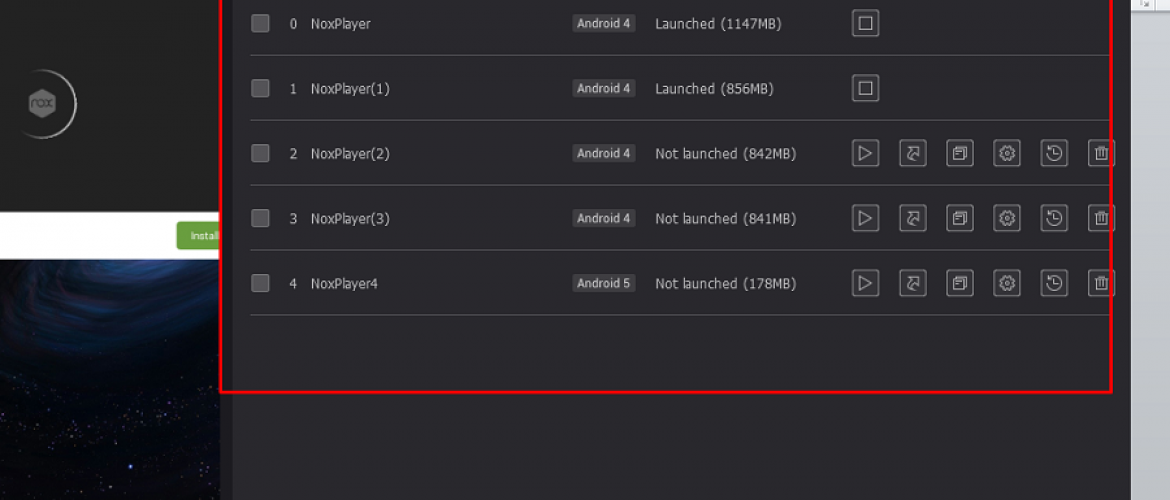 0 NoxPlayer Android 4 Launched (1147MB)
nox
1 NoxPlayer(1) Android 4 Launched (856MB)
2 NoxPlayer(2) Android 4 Not launched (842MB)
3 NoxPlayer(3) Android 4 Not launched (841MB)
Install
4 NoxPlayer4 Android 5 Not launched (178MB)